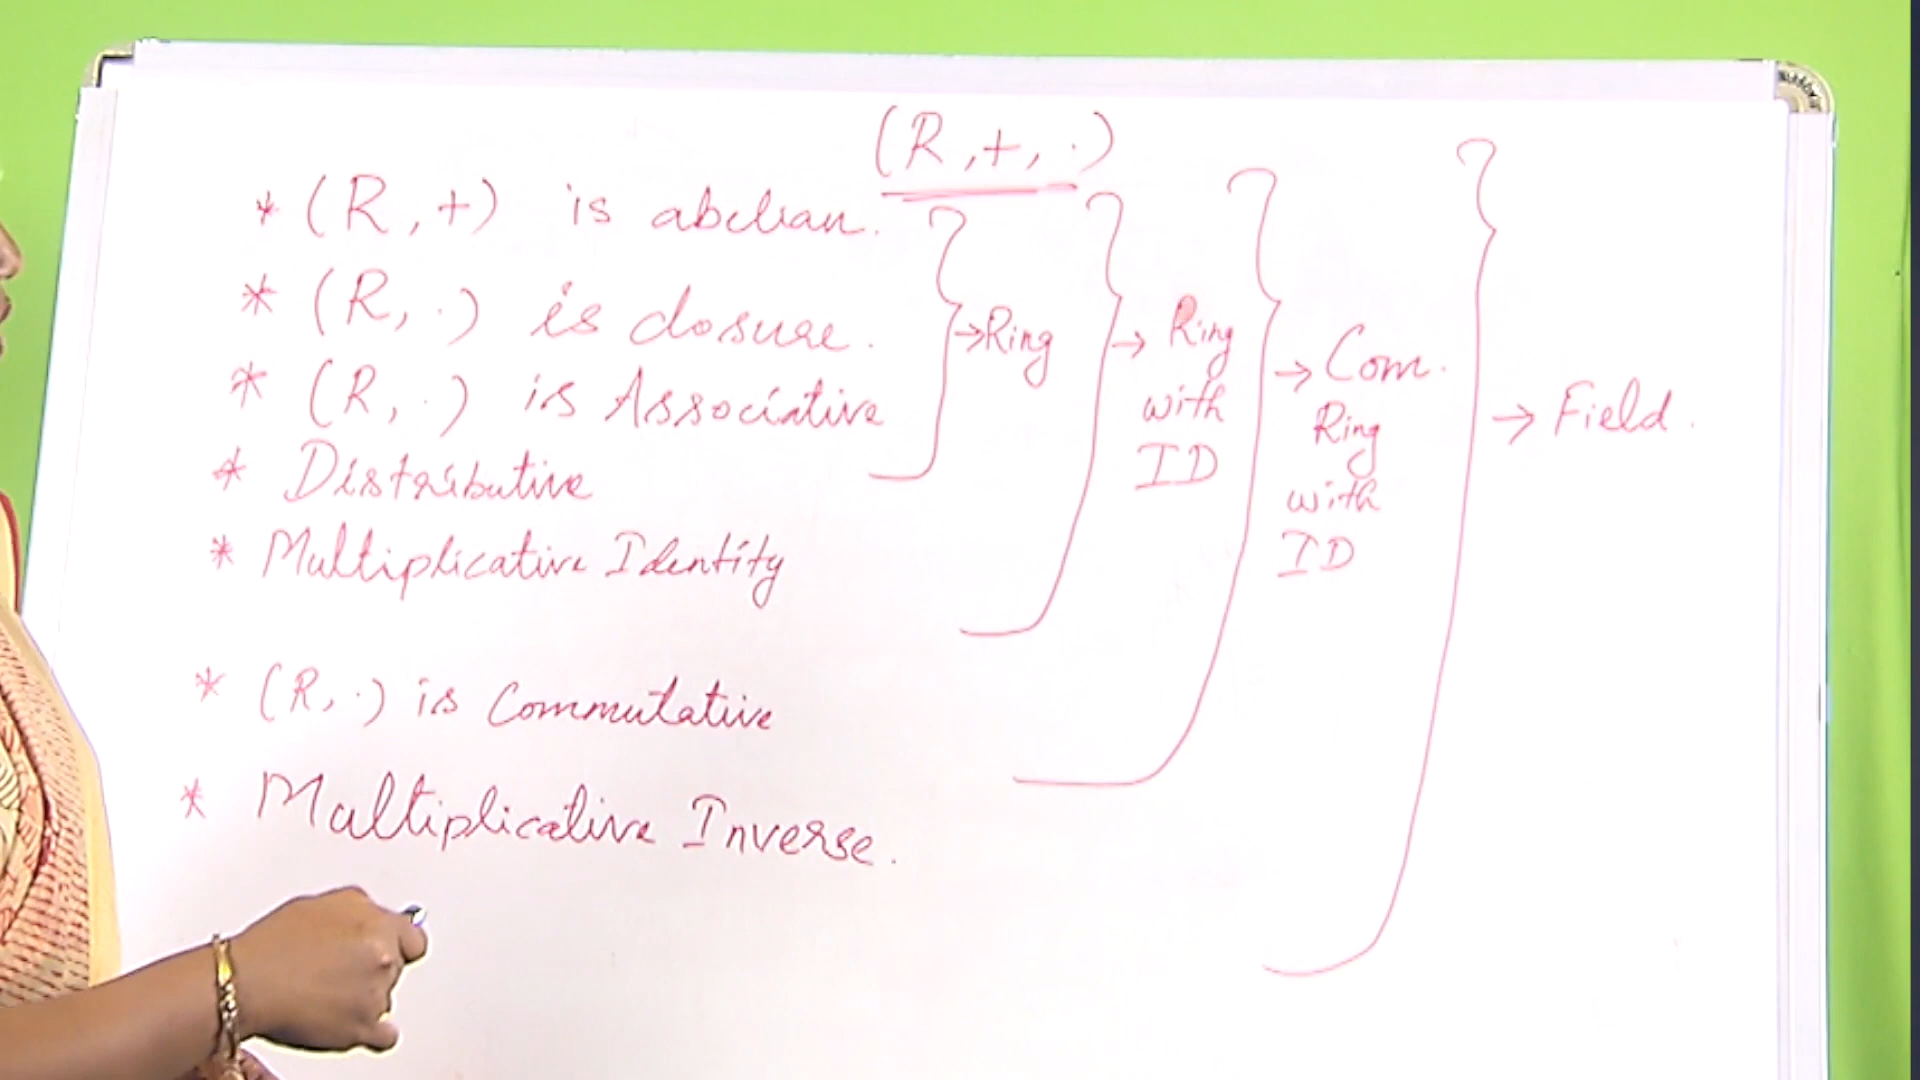 (R, +, ·)
* (R, +) is abelian.
* (R, ·) is closure.
* (R, ·) is Associative
* Distributive
* Multiplicative Identity
* (R, ·) is Commutative
* Multiplicative Inverse.
→ Ring
→ Ring
with
ID
→ Com.
Ring
with
ID
→ Field.